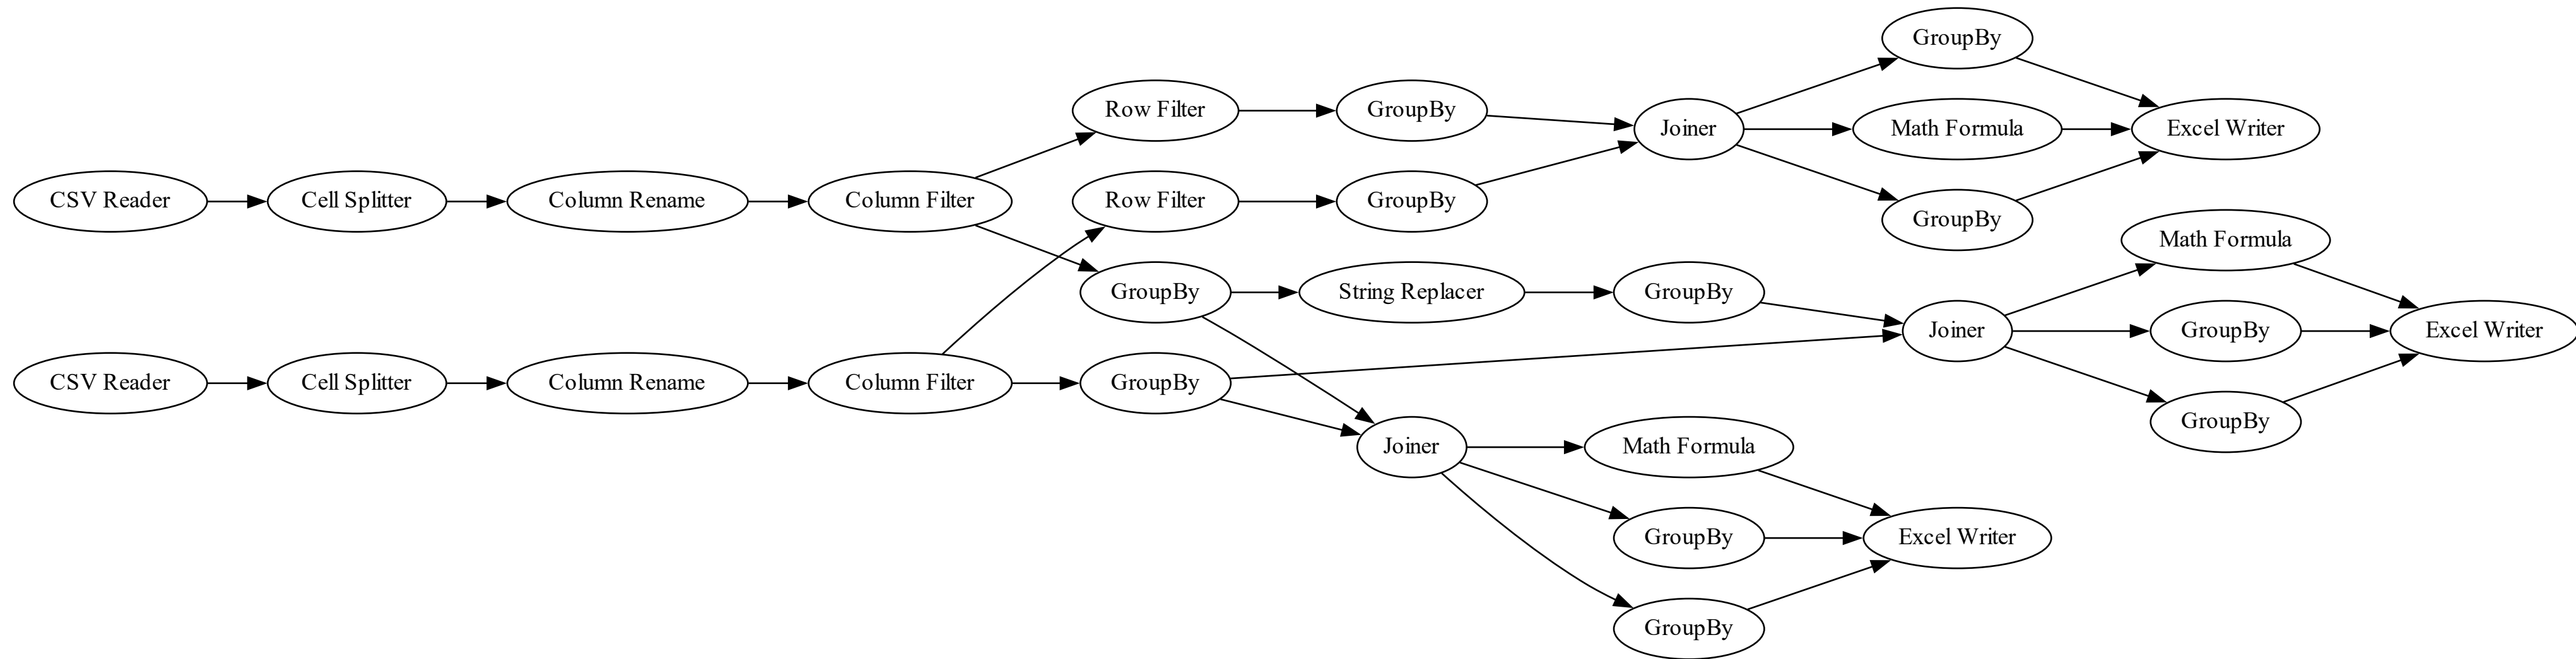 GroupBy
Row Filter
GroupBy
Joiner
Math Formula
Excel Writer
CSV Reader
Cell Splitter
Column Rename
Column Filter
Row Filter
GroupBy
GroupBy
Math Formula
GroupBy
String Replacer
GroupBy
Joiner
GroupBy
Excel Writer
CSV Reader
Cell Splitter
Column Rename
Column Filter
GroupBy
GroupBy
Joiner
Math Formula
GroupBy
Excel Writer
GroupBy